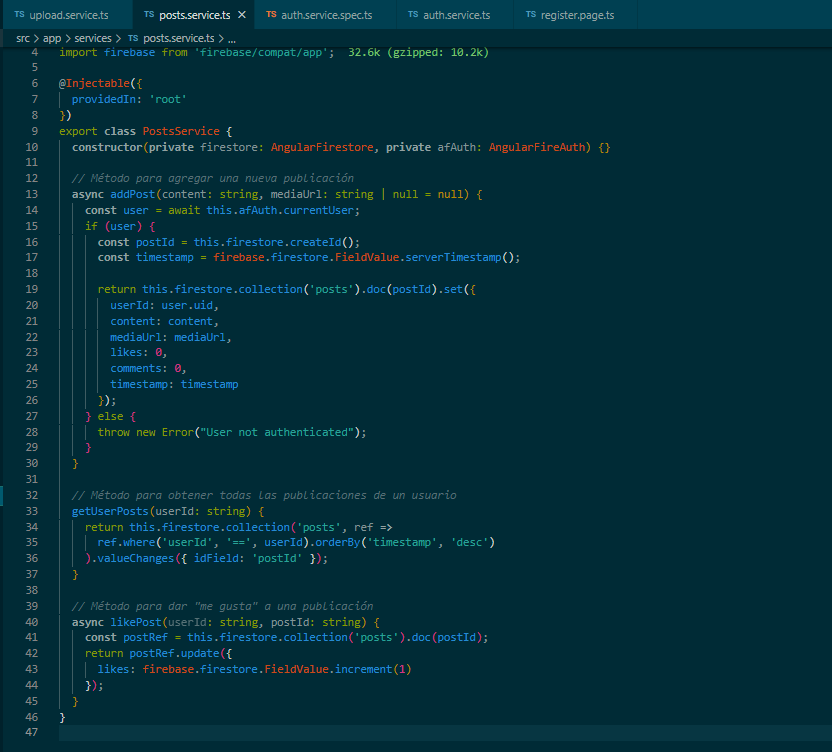 TS upload.service.ts TS posts.service.ts × TS auth.service.spec.ts TS auth.service.ts TS register.page.ts
src > app > services > TS posts.service.ts > ...
4 import firebase from 'firebase/compat/app'; 32.6k (gzipped: 10.2k)
5
6 @Injectable({
7   providedIn: 'root'
8 })
9 export class PostsService {
10   constructor(private firestore: AngularFirestore, private afAuth: AngularFireAuth) {}
11
12   // Método para agregar una nueva publicación
13   async addPost(content: string, mediaUrl: string | null = null) {
14     const user = await this.afAuth.currentUser;
15     if (user) {
16       const postId = this.firestore.createId();
17       const timestamp = firebase.firestore.FieldValue.serverTimestamp();
18
19       return this.firestore.collection('posts').doc(postId).set({
20         userId: user.uid,
21         content: content,
22         mediaUrl: mediaUrl,
23         likes: 0,
24         comments: 0,
25         timestamp: timestamp
26       });
27     } else {
28       throw new Error("User not authenticated");
29     }
30   }
31
32   // Método para obtener todas las publicaciones de un usuario
33   getUserPosts(userId: string) {
34     return this.firestore.collection('posts', ref =>
35       ref.where('userId', '==', userId).orderBy('timestamp', 'desc')
36     ).valueChanges({ idField: 'postId' });
37   }
38
39   // Método para dar "me gusta" a una publicación
40   async likePost(userId: string, postId: string) {
41     const postRef = this.firestore.collection('posts').doc(postId);
42     return postRef.update({
43       likes: firebase.firestore.FieldValue.increment(1)
44     });
45   }
46 }
47